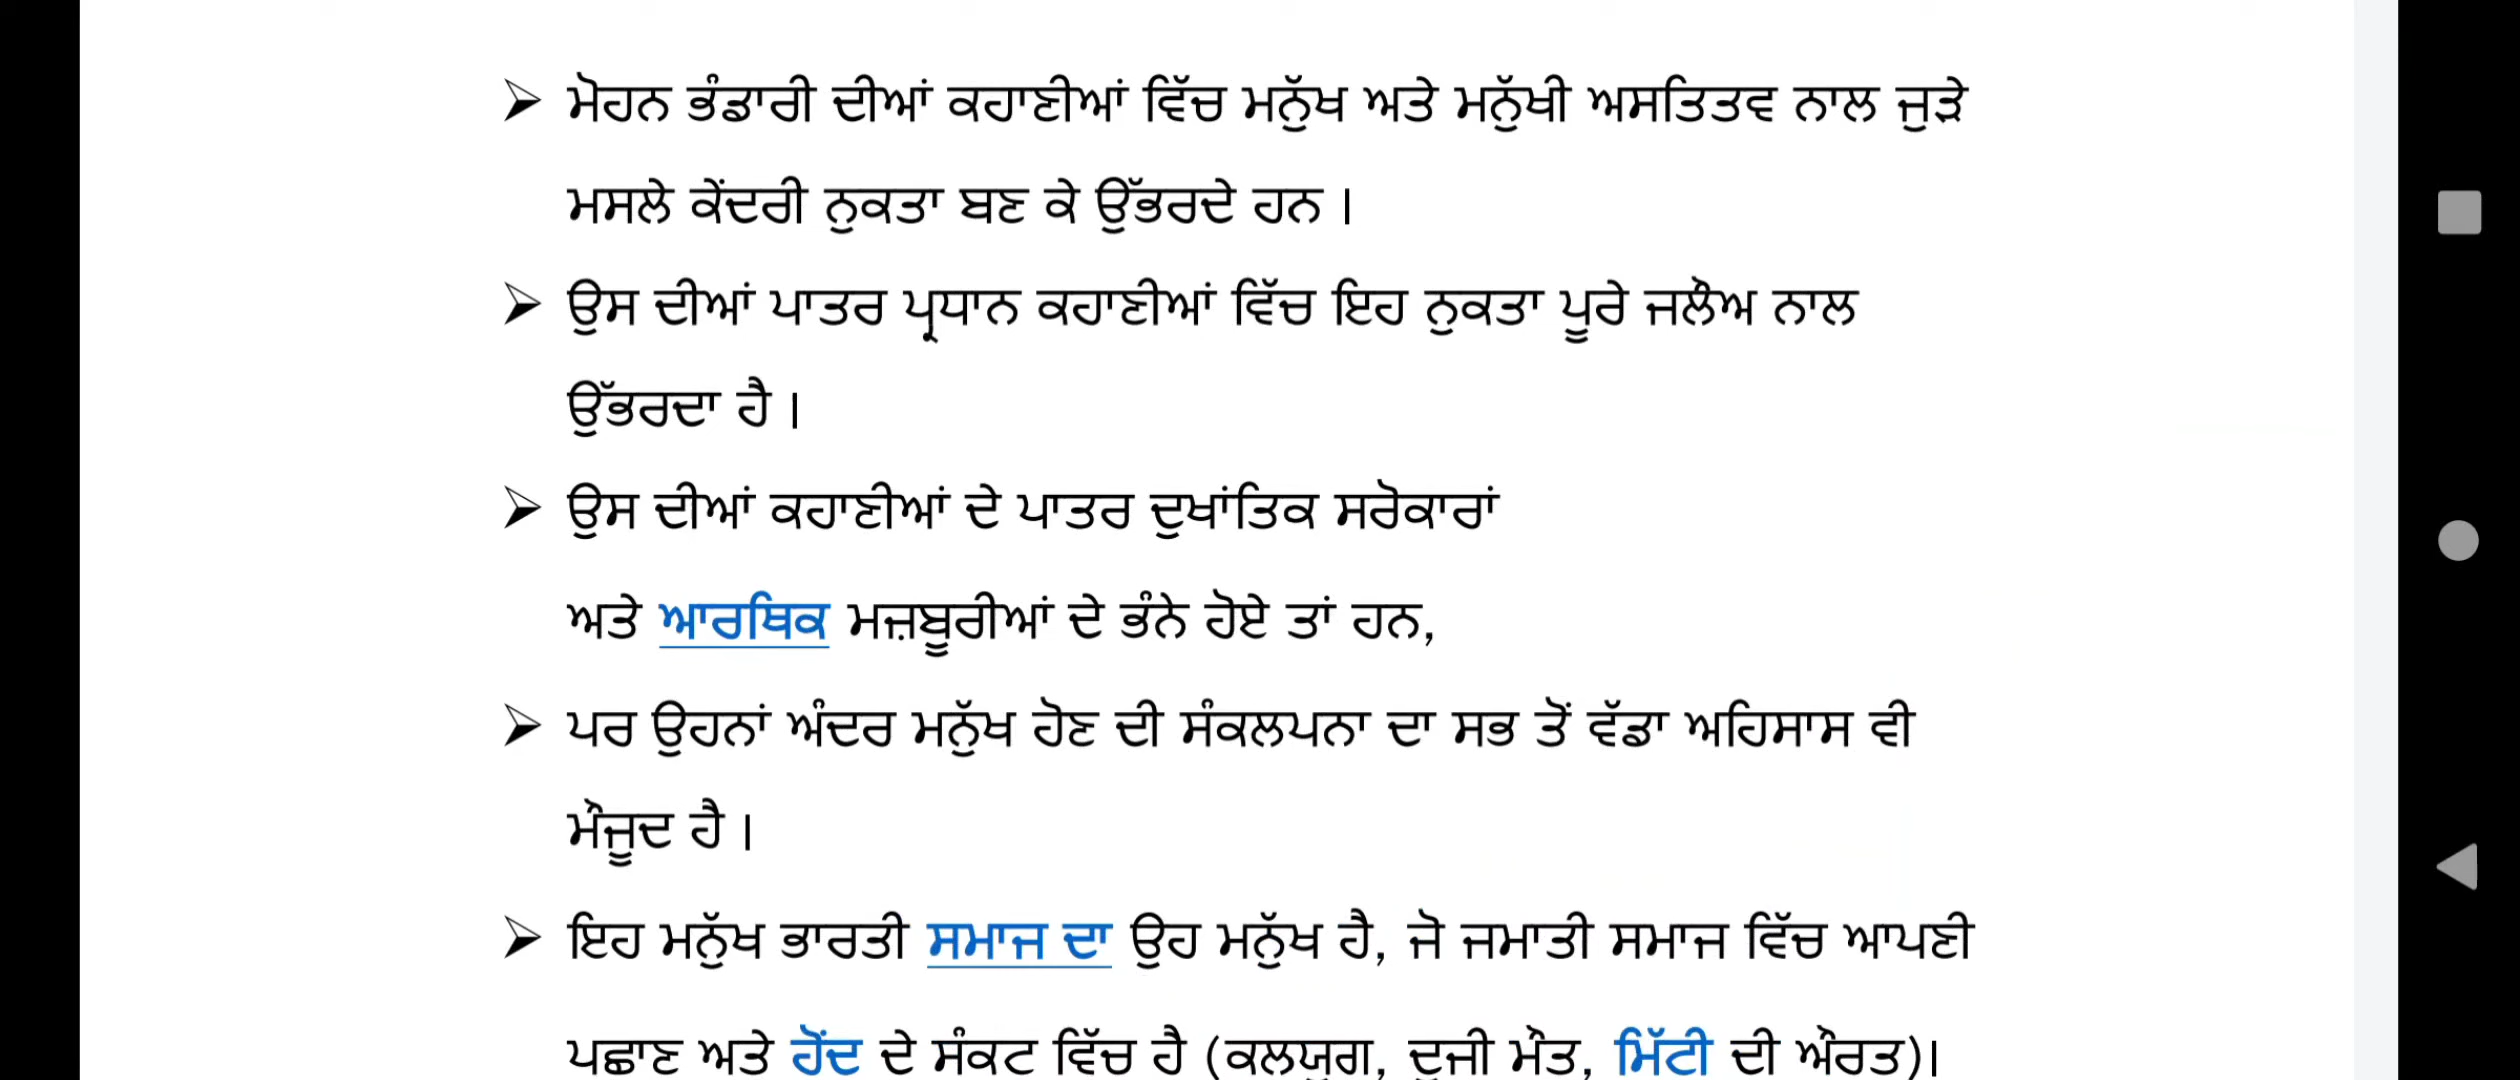 ➢ ਮੋਹਨ ਭੰਡਾਰੀ ਦੀਆਂ ਕਹਾਣੀਆਂ ਵਿੱਚ ਮਨੁੱਖ ਅਤੇ ਮਨੁੱਖੀ ਅਸਤਿਤਵ ਨਾਲ ਜੁੜੇ
ਮਸਲੇ ਕੇਂਦਰੀ ਨੁਕਤਾ ਬਣ ਕੇ ਉੱਭਰਦੇ ਹਨ।
➢ ਉਸ ਦੀਆਂ ਪਾਤਰ ਪ੍ਰਧਾਨ ਕਹਾਣੀਆਂ ਵਿੱਚ ਇਹ ਨੁਕਤਾ ਪੂਰੇ ਜਲੌਅ ਨਾਲ
ਉੱਭਰਦਾ ਹੈ।
➢ ਉਸ ਦੀਆਂ ਕਹਾਣੀਆਂ ਦੇ ਪਾਤਰ ਦੁਖਾਂਤਿਕ ਸਰੋਕਾਰਾਂ
ਅਤੇ ਆਰਥਿਕ ਮਜ਼ਬੂਰੀਆਂ ਦੇ ਭੰਨੇ ਹੋਏ ਤਾਂ ਹਨ,
➢ ਪਰ ਉਹਨਾਂ ਅੰਦਰ ਮਨੁੱਖ ਹੋਣ ਦੀ ਸੰਕਲਪਨਾ ਦਾ ਸਭ ਤੋਂ ਵੱਡਾ ਅਹਿਸਾਸ ਵੀ
ਮੌਜੂਦ ਹੈ।
➢ ਇਹ ਮਨੁੱਖ ਭਾਰਤੀ ਸਮਾਜ ਦਾ ਉਹ ਮਨੁੱਖ ਹੈ, ਜੋ ਜਮਾਤੀ ਸਮਾਜ ਵਿੱਚ ਆਪਣੀ
ਪਛਾਣ ਅਤੇ ਹੋਂਦ ਦੇ ਸੰਕਟ ਵਿੱਚ ਹੈ (ਕਲਯੁਗ, ਦੂਜੀ ਮੌਤ, ਮਿੱਟੀ ਦੀ ਔਰਤ)।